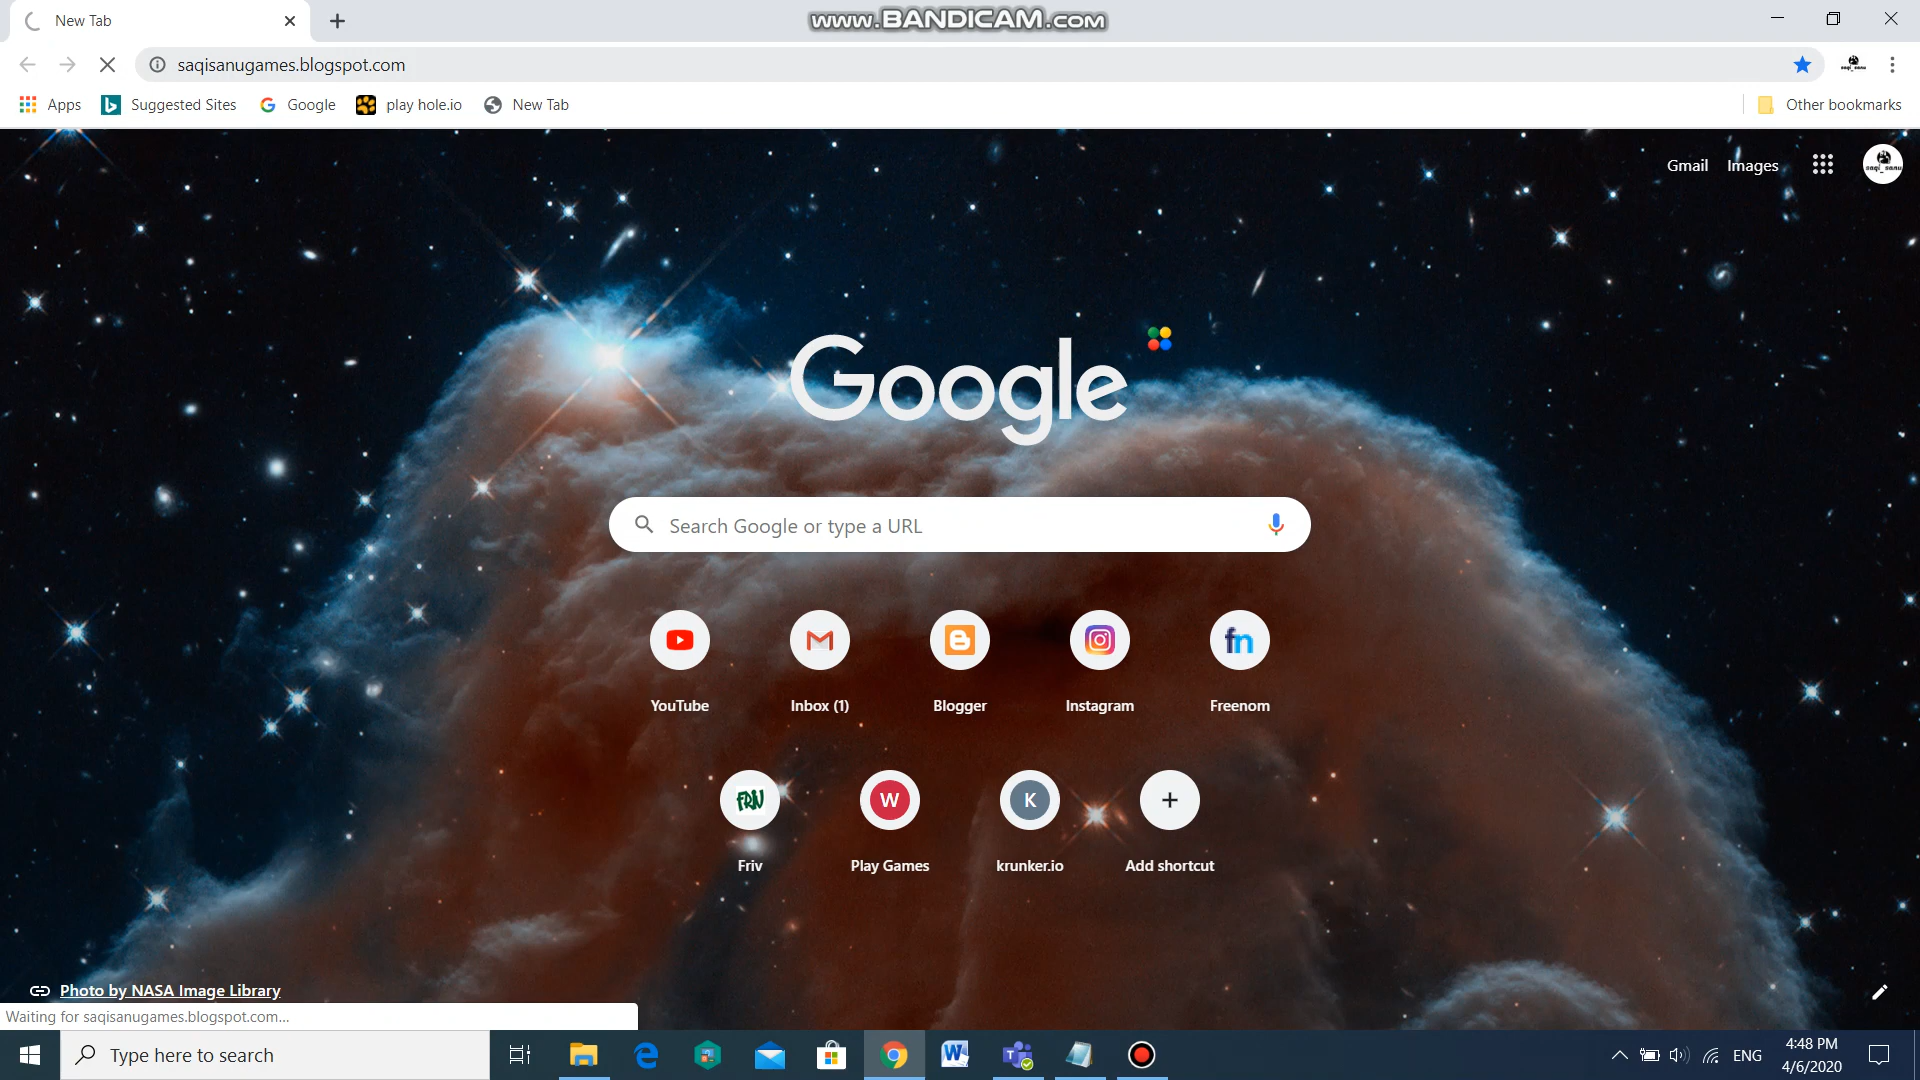 New Tab
www.BANDICAM.com
saqisanugames.blogspot.com
Apps
Suggested Sites
Google
play hole.io
New Tab
Other bookmarks
Gmail
Images
saqi_sanu
Google
Search Google or type a URL
YouTube
Inbox (1)
Blogger
Instagram
fn
Freenom
FRIV
W
K
Friv
Play Games
krunker.io
Add shortcut
Photo by NASA Image Library
Waiting for saqisanugames.blogspot.com...
Type here to search
ENG
4:48 PM
4/6/2020